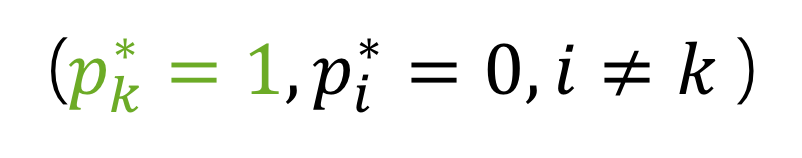 (p_k^* = 1, p_i^* = 0, i ≠ k )